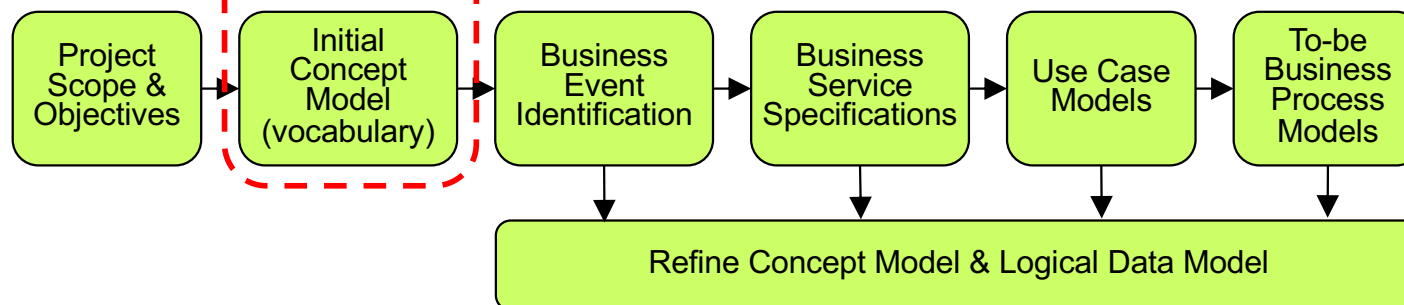 Project
Scope &
Objectives
Initial
Concept
Model
(vocabulary)
Business
Event
Identification
Business
Service
Specifications
Use Case
Models
To-be
Business
Process
Models
Refine Concept Model & Logical Data Model